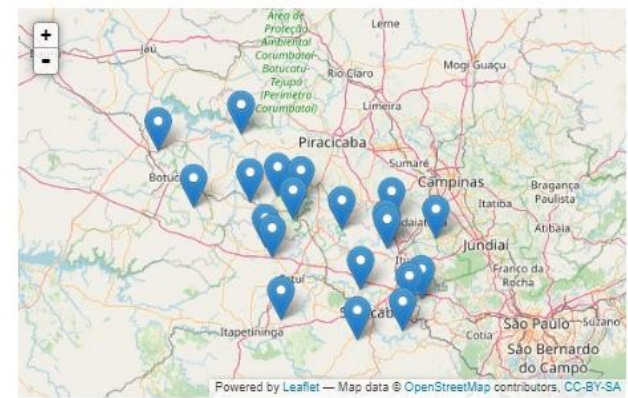 +
-
Área de
Proteção
Ambiental
Corumbataí-
Botucatu-
Tejupá
(Perímetro
Corumbataí)
Leme
Jaú
Mogi Guaçu
Rio Claro
Limeira
Piracicaba
Sumaré
Campinas
Bragança
Paulista
Itatiba
Atibaia
Jundiaí
Franco da
Rocha
Itapetininga
São Paulo
Suzano
Cotia
São Bernardo
do Campo
Powered by Leaflet — Map data © OpenStreetMap contributors, CC-BY-SA